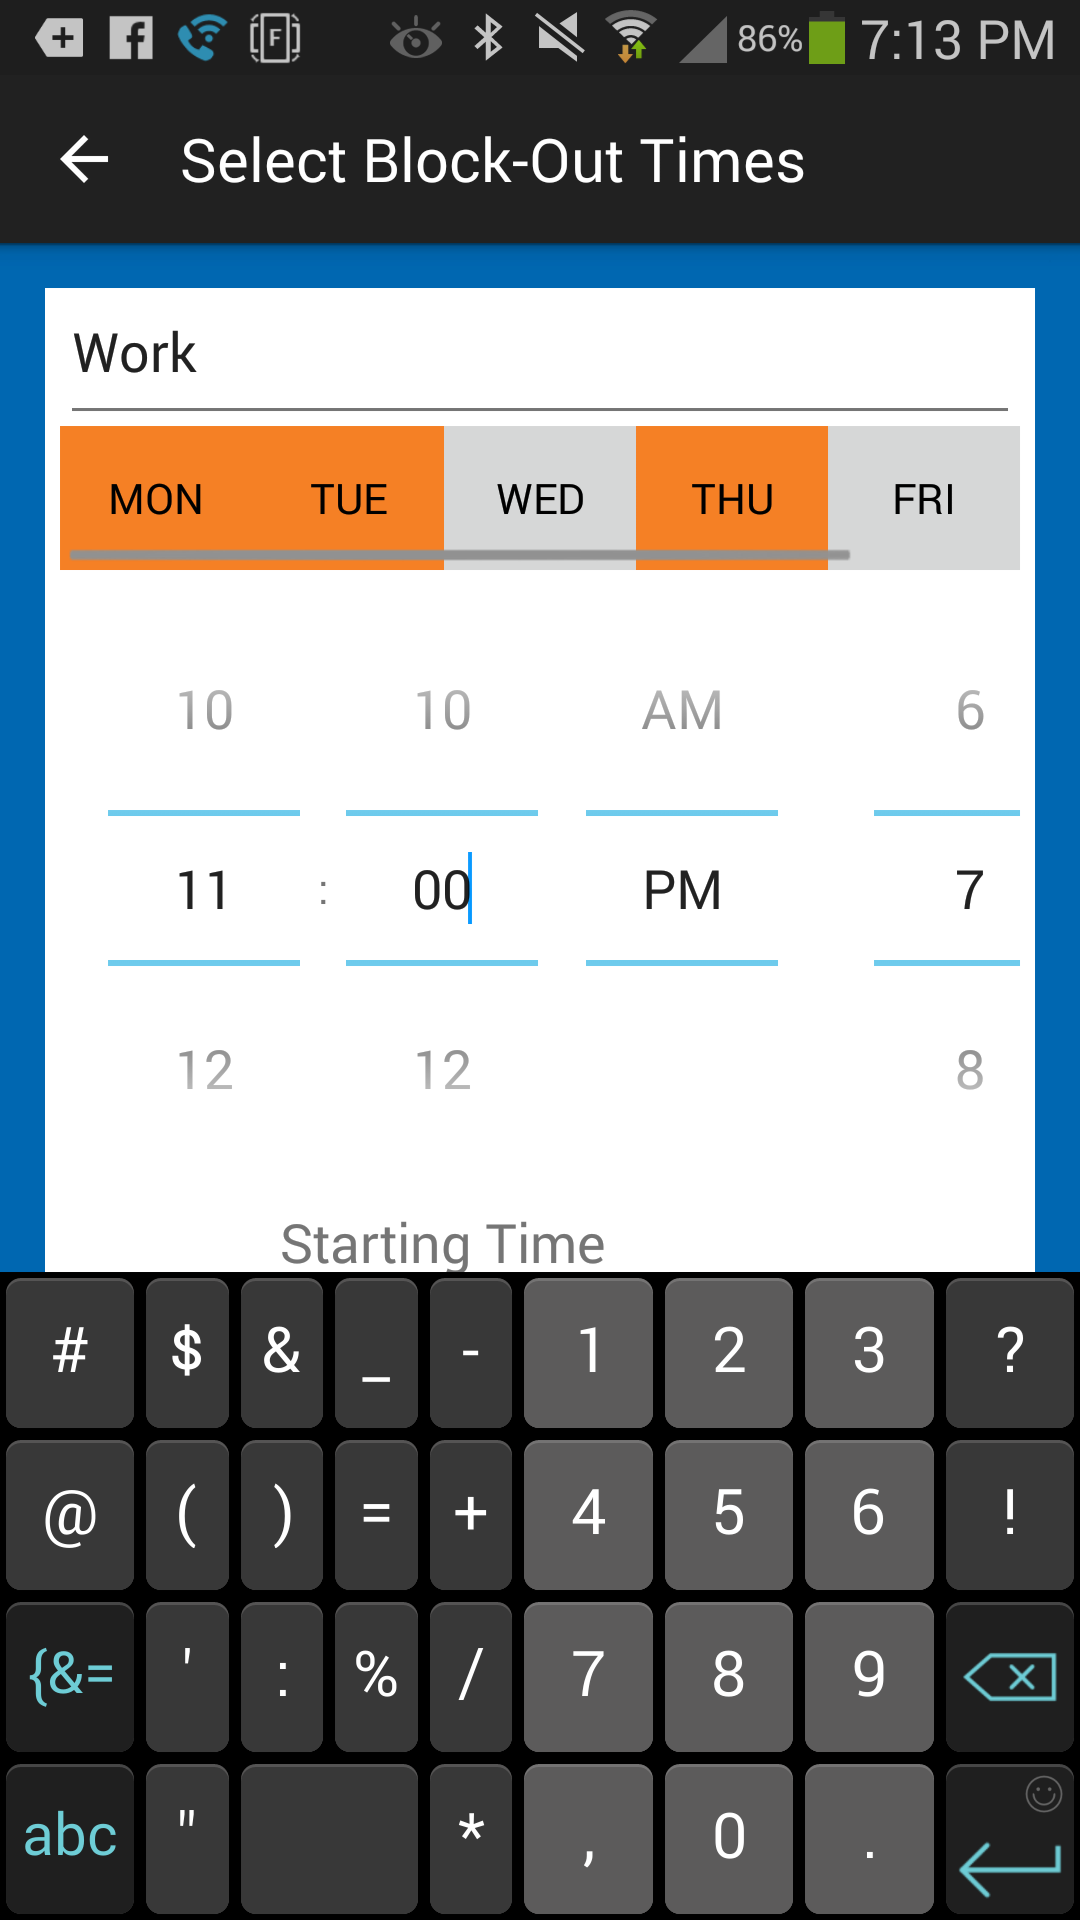 86% 7:13 PM
Select Block-Out Times
Work
MON TUE WED THU FRI
10 10 AM 6
11 : 00 PM 7
12 12 8
Starting Time
# $ & _ - 1 2 3 ?
@ ( ) = + 4 5 6 !
{&= ' : % / 7 8 9
abc " * , 0 .